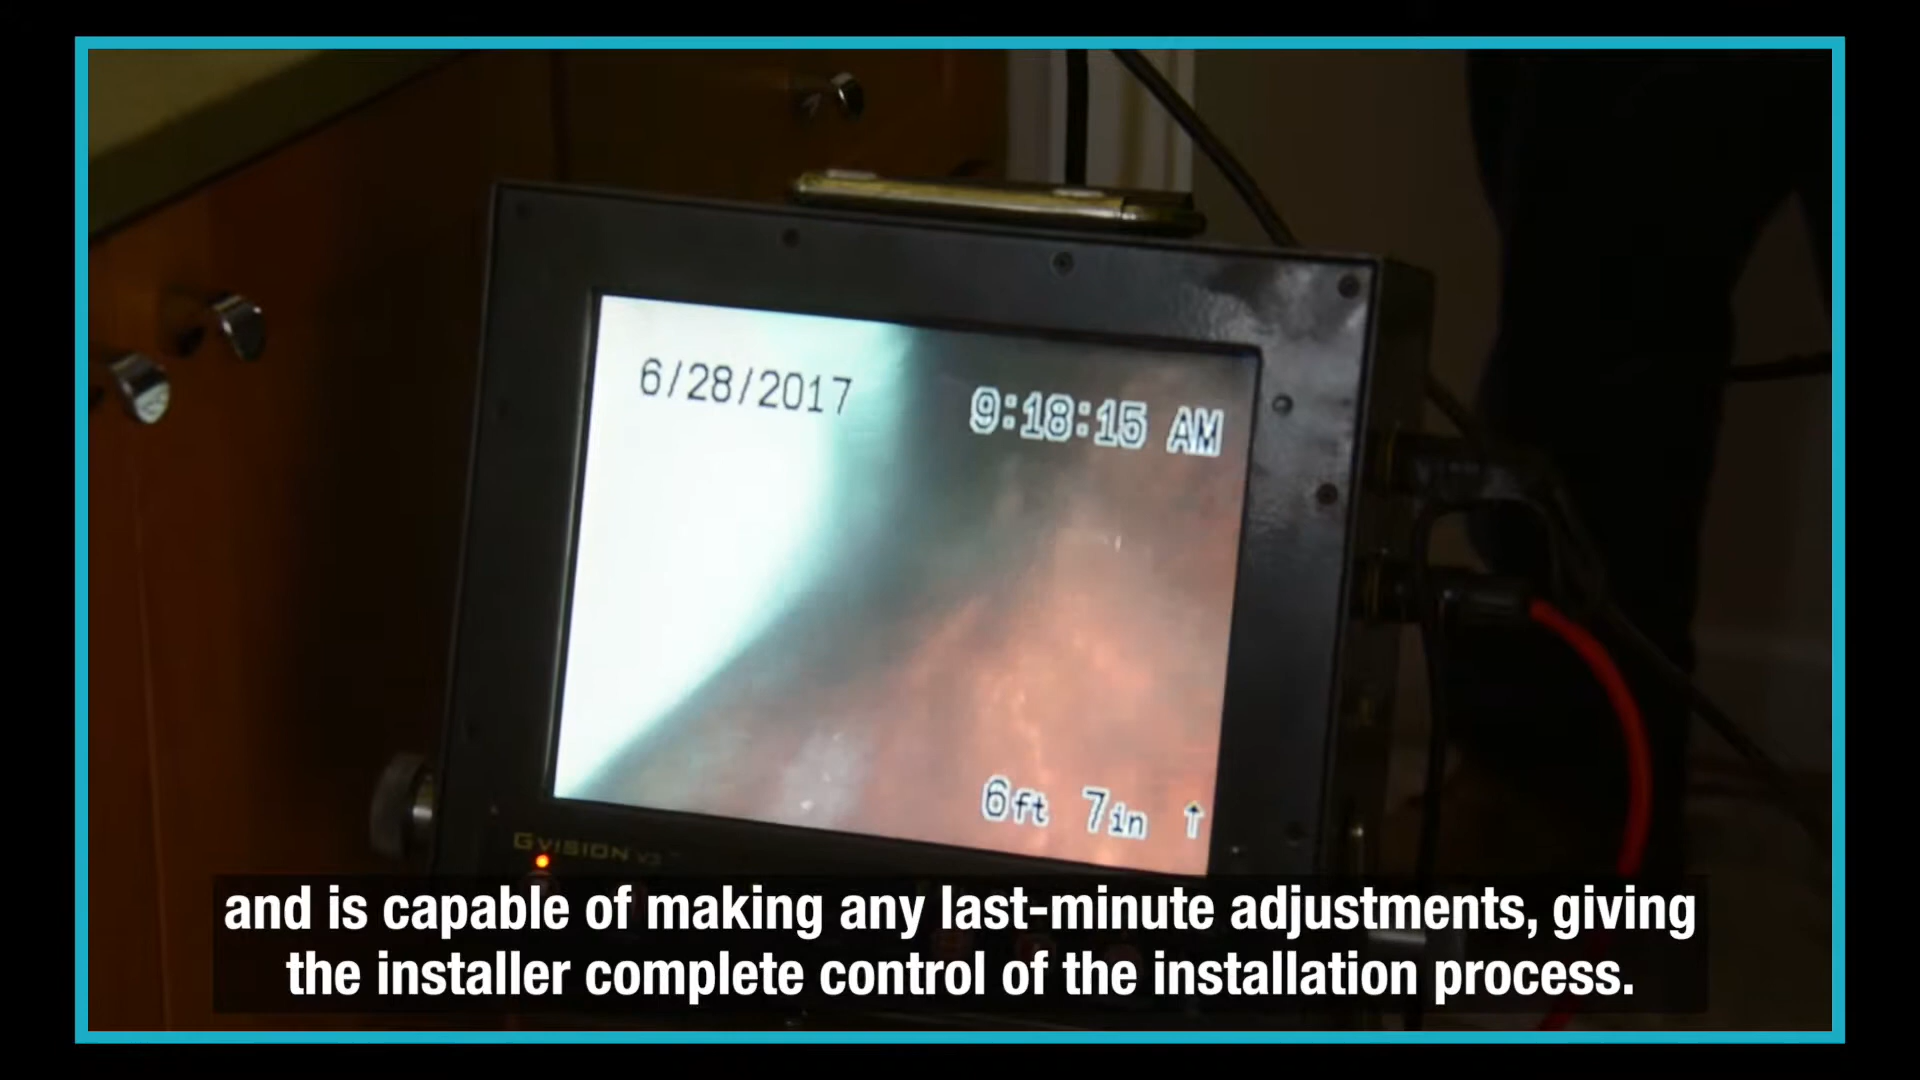 6/28/2017
9:18:15 AM
6ft 7in ↑
GVISION V3
and is capable of making any last-minute adjustments, giving
the installer complete control of the installation process.